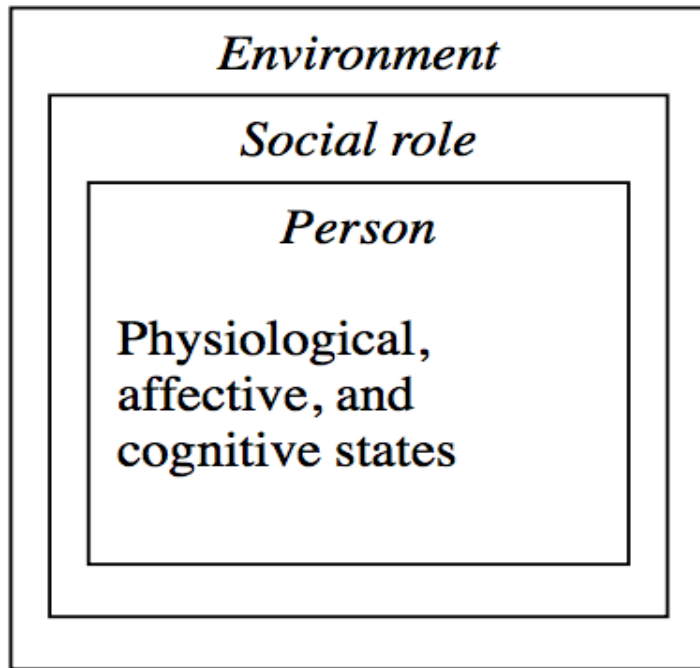 Environment
Social role
Person
Physiological,
affective, and
cognitive states